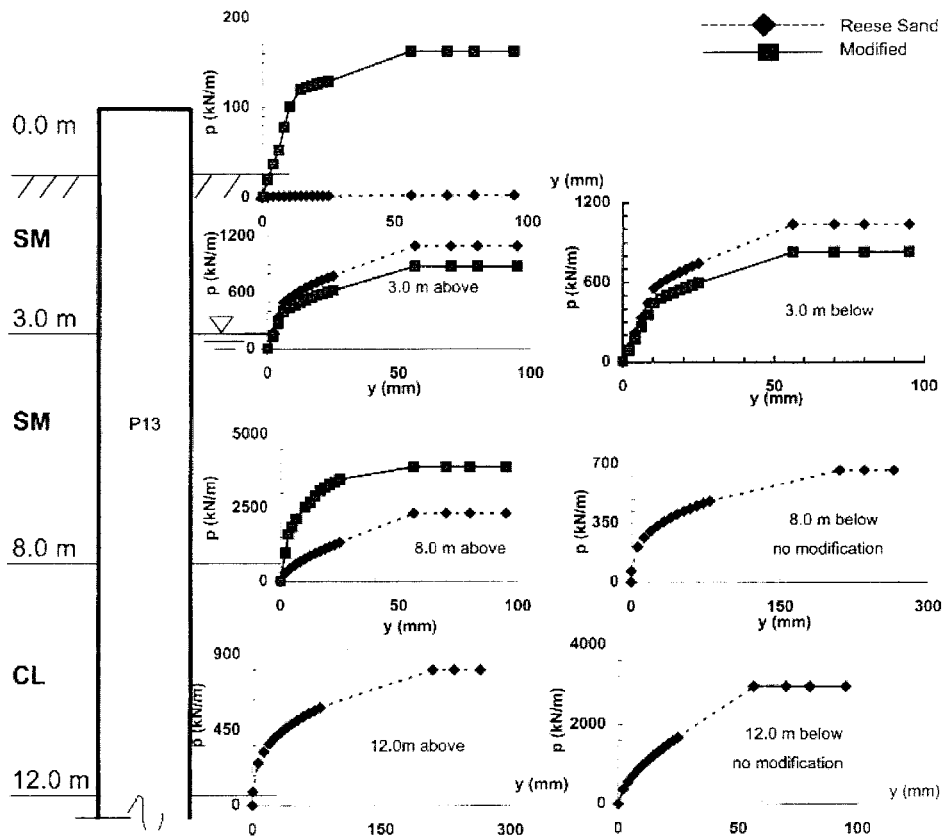 Reese Sand
Modified
0.0 m
SM
3.0 m
SM
P13
8.0 m
CL
12.0 m
p (kN/m)
200
100
0
0 50 100
y (mm)
p (kN/m)
1200
600
0
3.0 m above
0 50 100
y (mm)
p (kN/m)
1200
600
0
3.0 m below
0 50 100
y (mm)
p (kN/m)
5000
2500
0
8.0 m above
0 50 100
y (mm)
p (kN/m)
700
350
0
8.0 m below
no modification
0 150 300
y (mm)
p (kN/m)
900
450
0
12.0m above
y (mm)
0 150 300
p (kN/m)
4000
2000
0
12.0 m below
no modification
y (mm)
0 50 100